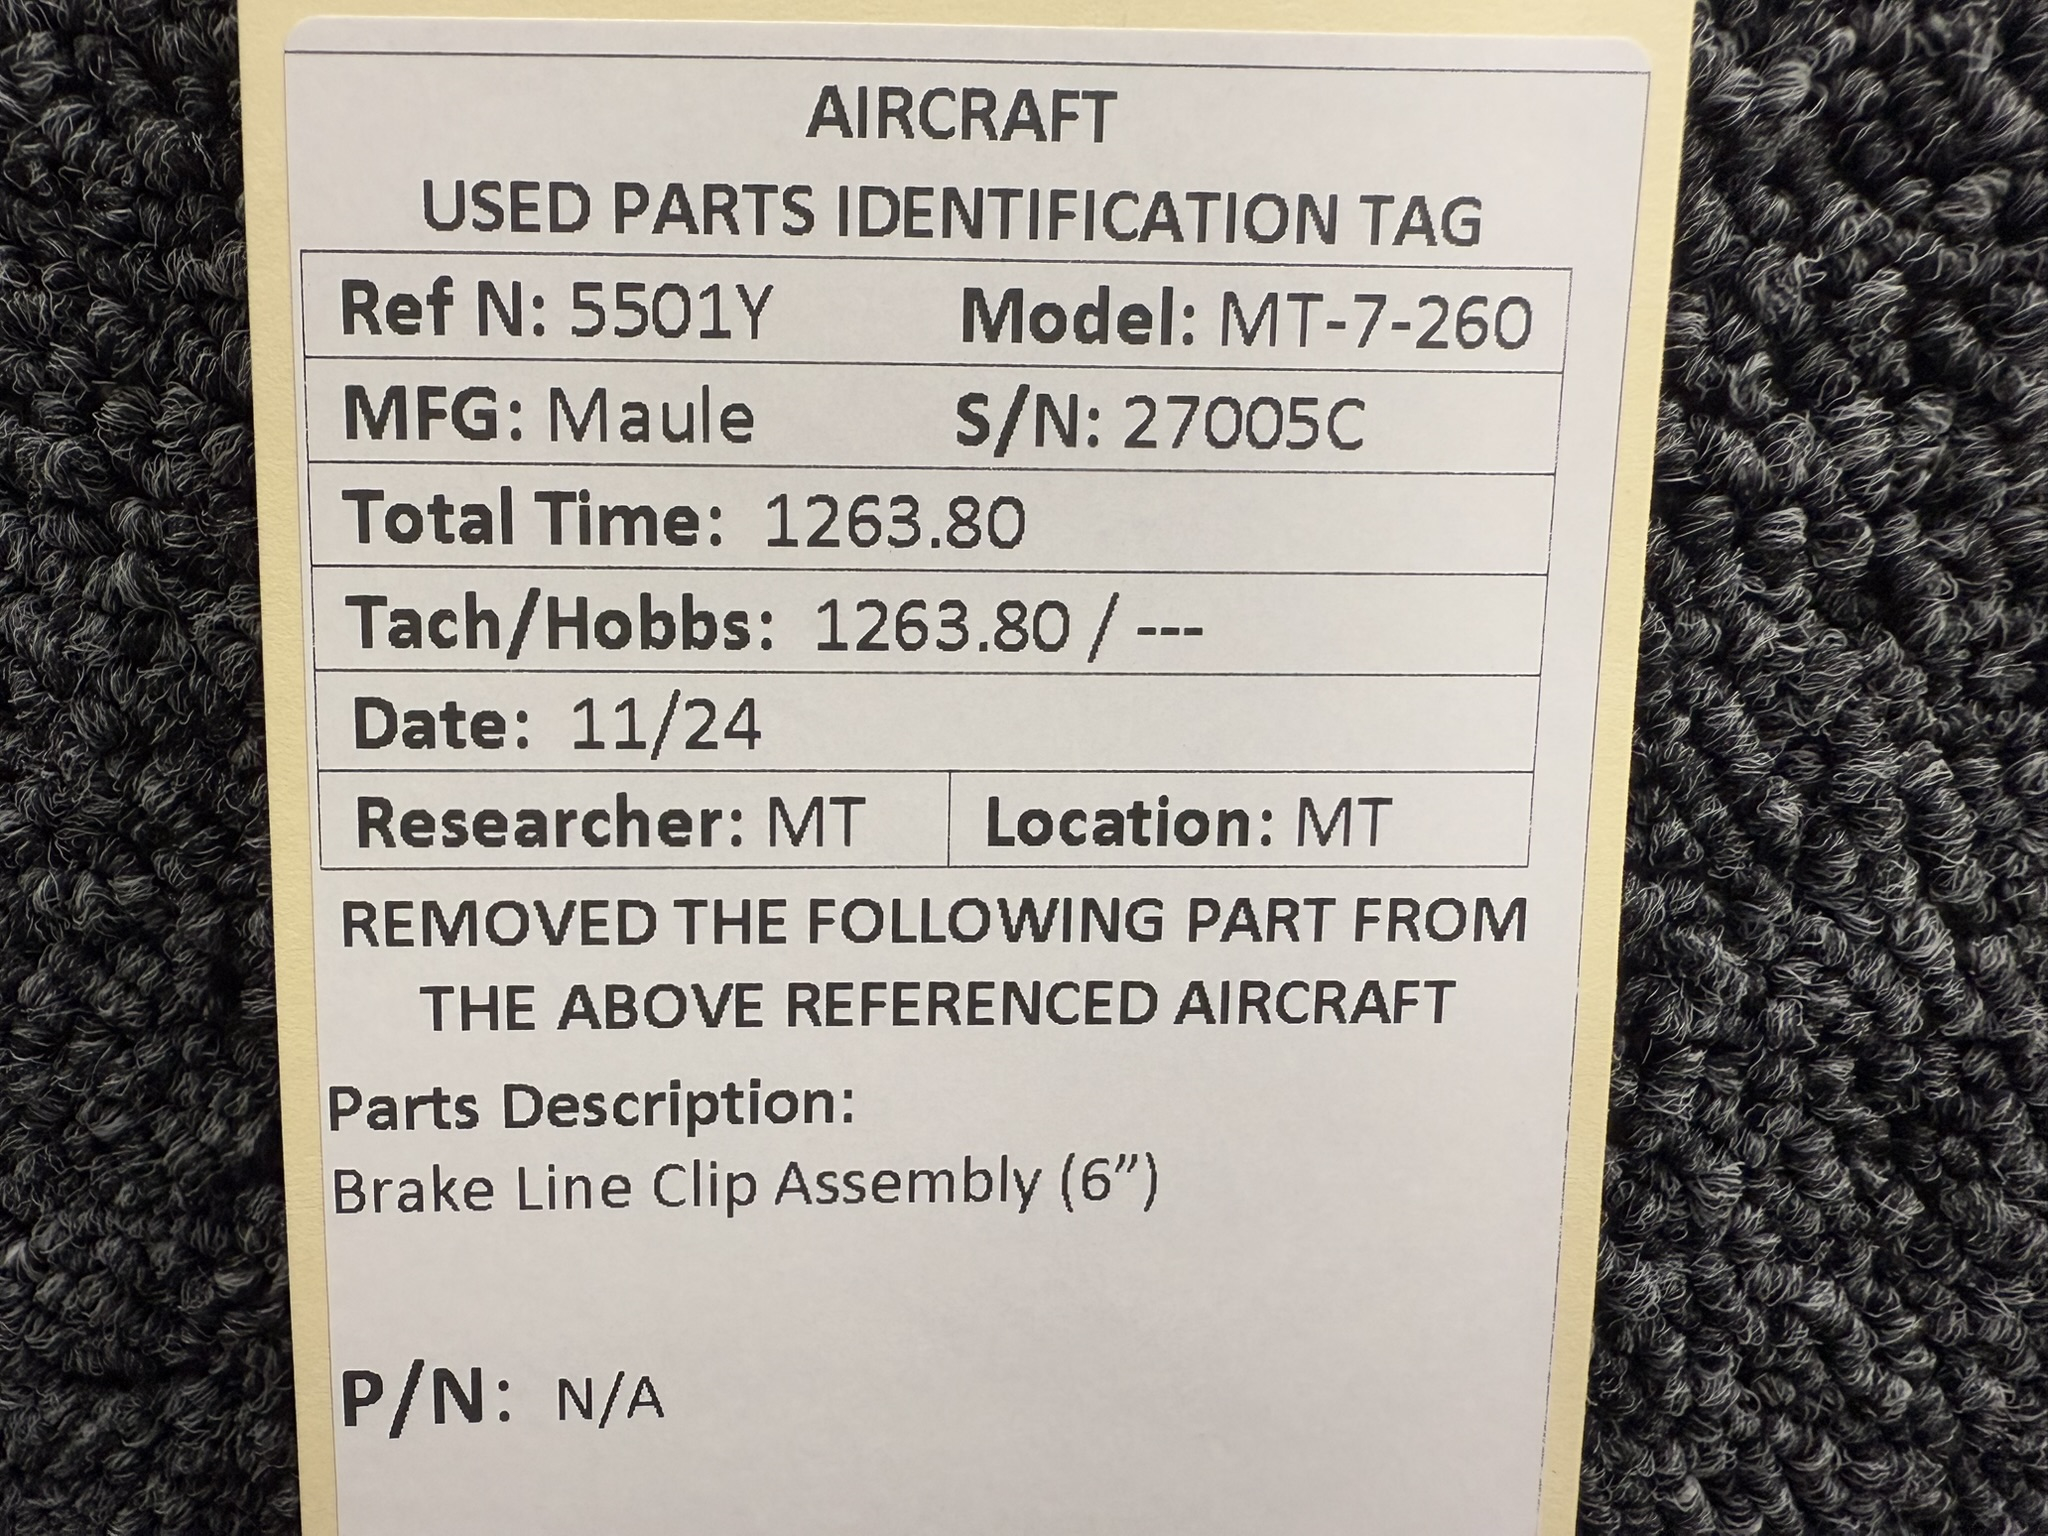 AIRCRAFT
USED PARTS IDENTIFICATION TAG
Ref N: 5501Y Model: MT-7-260
MFG: Maule S/N: 27005C
Total Time: 1263.80
Tach/Hobbs: 1263.80 / ---
Date: 11/24
Researcher: MT Location: MT
REMOVED THE FOLLOWING PART FROM
THE ABOVE REFERENCED AIRCRAFT
Parts Description:
Brake Line Clip Assembly (6”)
P/N: N/A